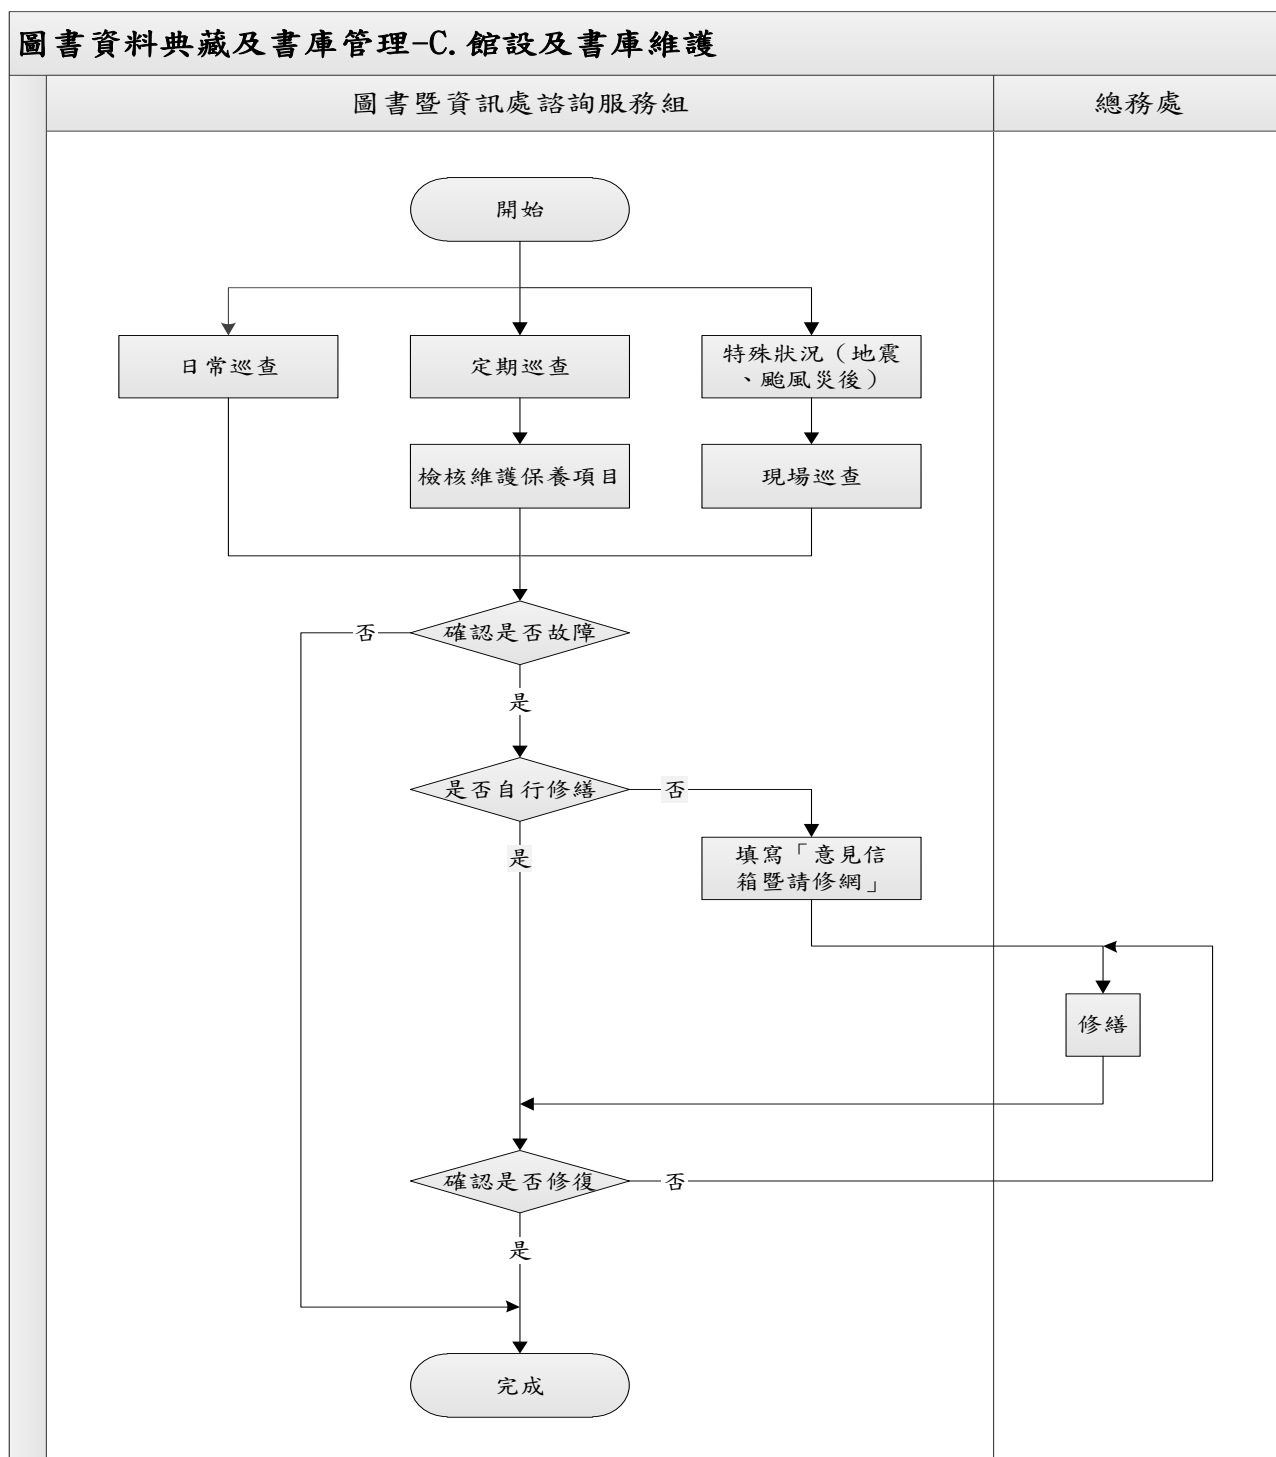 圖書資料典藏及書庫管理-C.館設及書庫維護
圖書暨資訊處諮詢服務組
總務處
開始
日常巡查
定期巡查
特殊狀況（地震
、颱風災後）
檢核維護保養項目
現場巡查
確認是否故障
否
是
是否自行修繕
否
是
填寫「意見信
箱暨請修網」
修繕
確認是否修復
否
是
完成